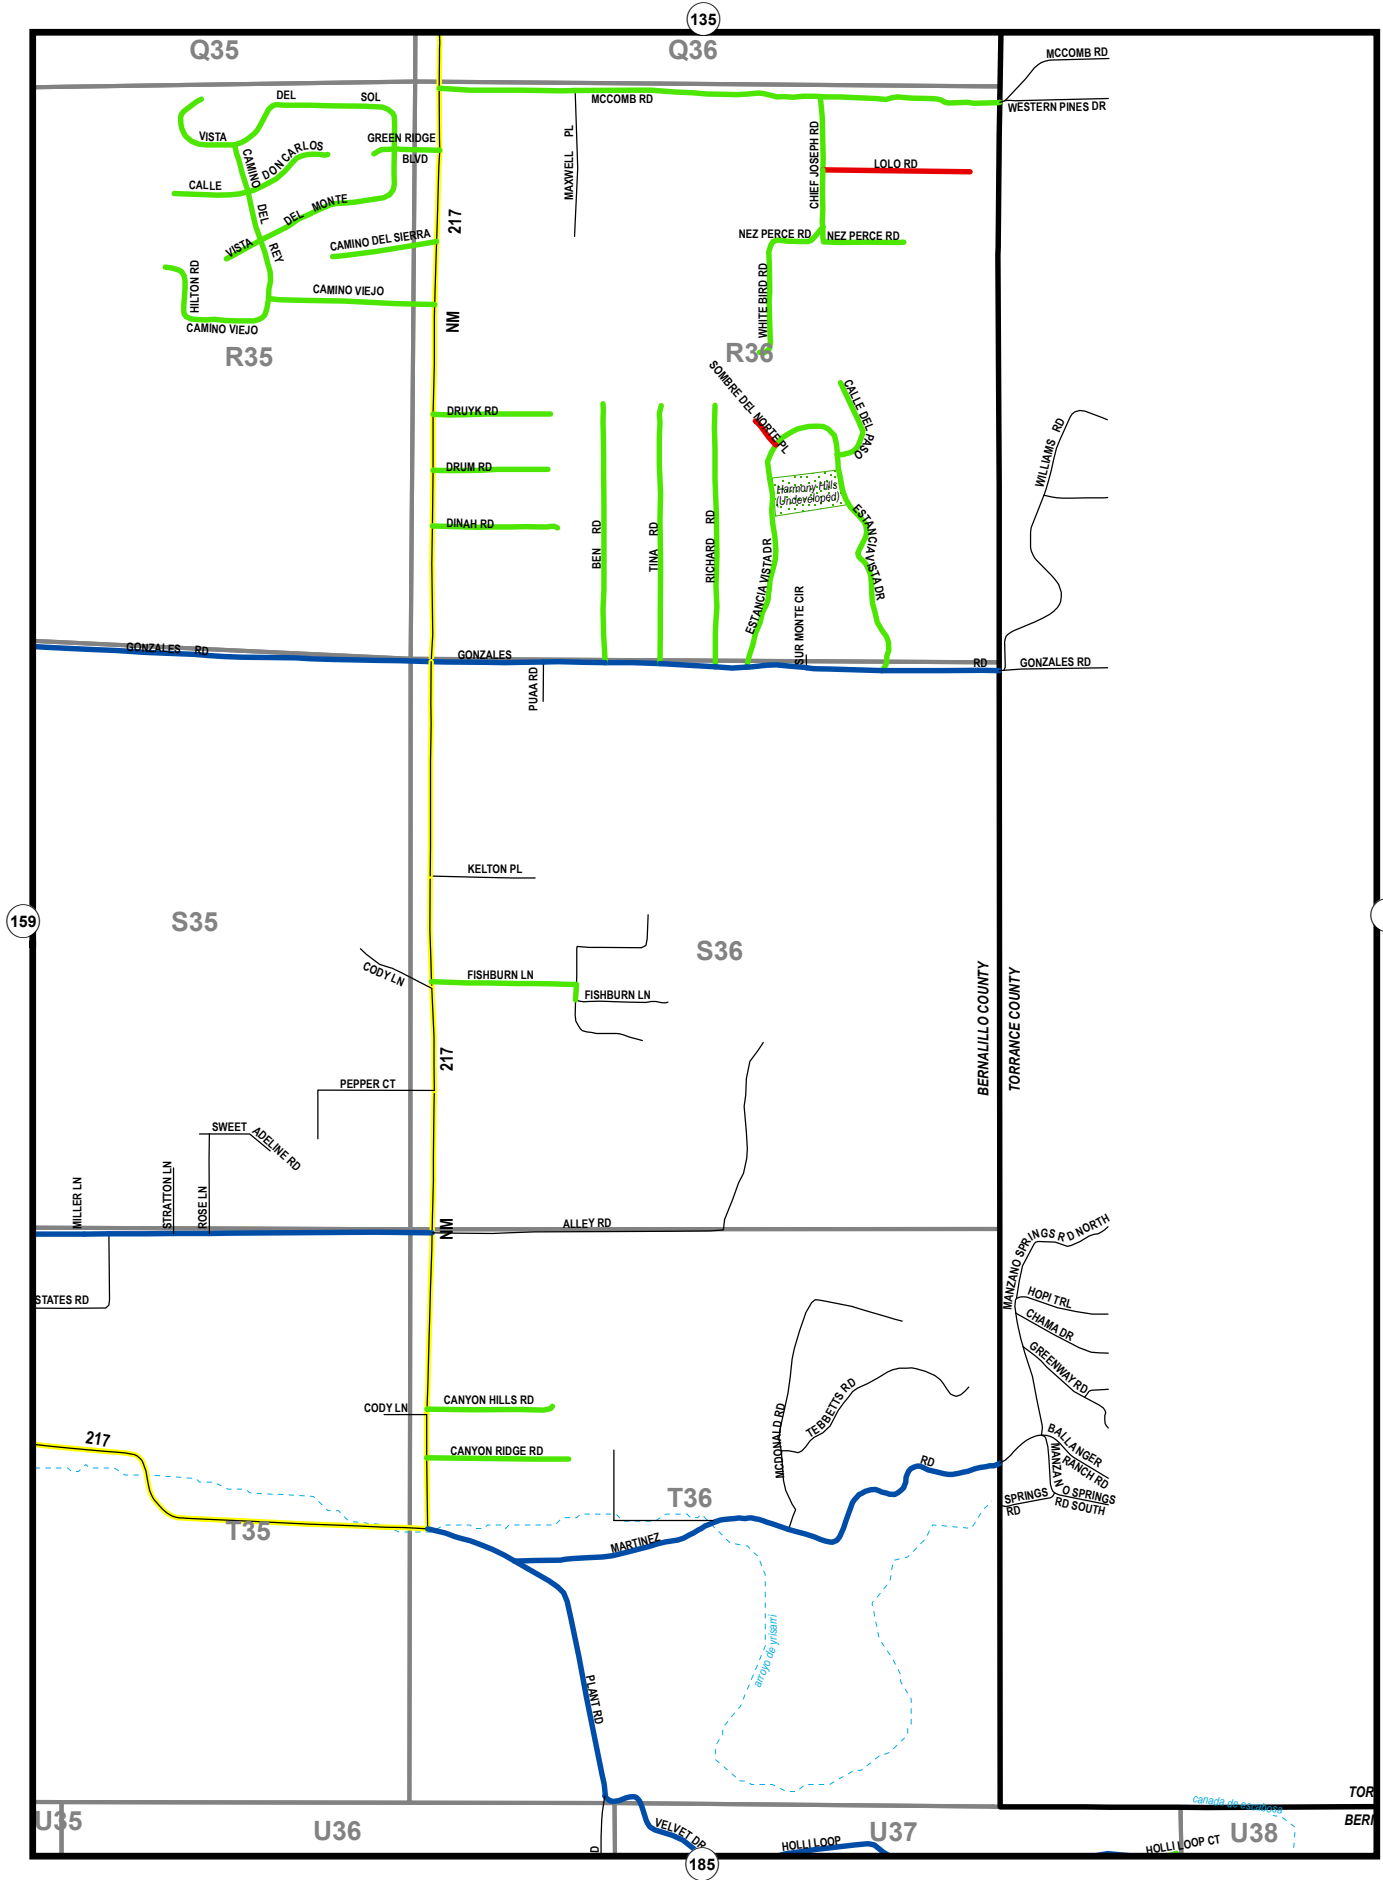 135
Q35
Q36
MCCOMB RD
WESTERN PINES DR
MCCOMB RD
DEL SOL
VISTA
GREEN RIDGE
BLVD
CAMINO DEL REY
DON CARLOS
CALLE
VISTA DEL MONTE
CAMINO DEL SIERRA
HILTON RD
CAMINO VIEJO
CAMINO VIEJO
217
NM
MAXWELL PL
CHIEF JOSEPH RD
LOLO RD
NEZ PERCE RD
NEZ PERCE RD
WHITE BIRD RD
R35
R36
SOMBRE DEL NORTE PL
CALLE DEL PASO
DRUYK RD
DRUM RD
DINAH RD
BEN RD
TINA RD
RICHARD RD
Harmony Hills
(Undeveloped)
ESTANCIA VISTA DR
ESTANCIA VISTA DR
SUR MONTE CIR
WILLIAMS RD
GONZALES RD
GONZALES
RD
GONZALES RD
PUAA RD
KELTON PL
159
S35
S36
CODY LN
FISHBURN LN
FISHBURN LN
BERNALILLO COUNTY
TORRANCE COUNTY
217
PEPPER CT
SWEET
ADELINE RD
MILLER LN
STRATTON LN
ROSE LN
NM
ALLEY RD
STATES RD
MANZANO SPRINGS RD NORTH
HOPI TRL
CHAMA DR
GREENWAY RD
CANYON HILLS RD
CODY LN
CANYON RIDGE RD
MCDONALD RD
TEBBETTS RD
217
BALLANGER
RANCH RD
MANZANO SPRINGS
RD SOUTH
SPRINGS
RD
RD
T36
T35
MARTINEZ
arroyo de yrisarri
PLANT RD
TOR
canada de escabosa
BERI
U35
U36
U37
U38
D
VELVET DR
HOLLI LOOP
HOLLI LOOP CT
185